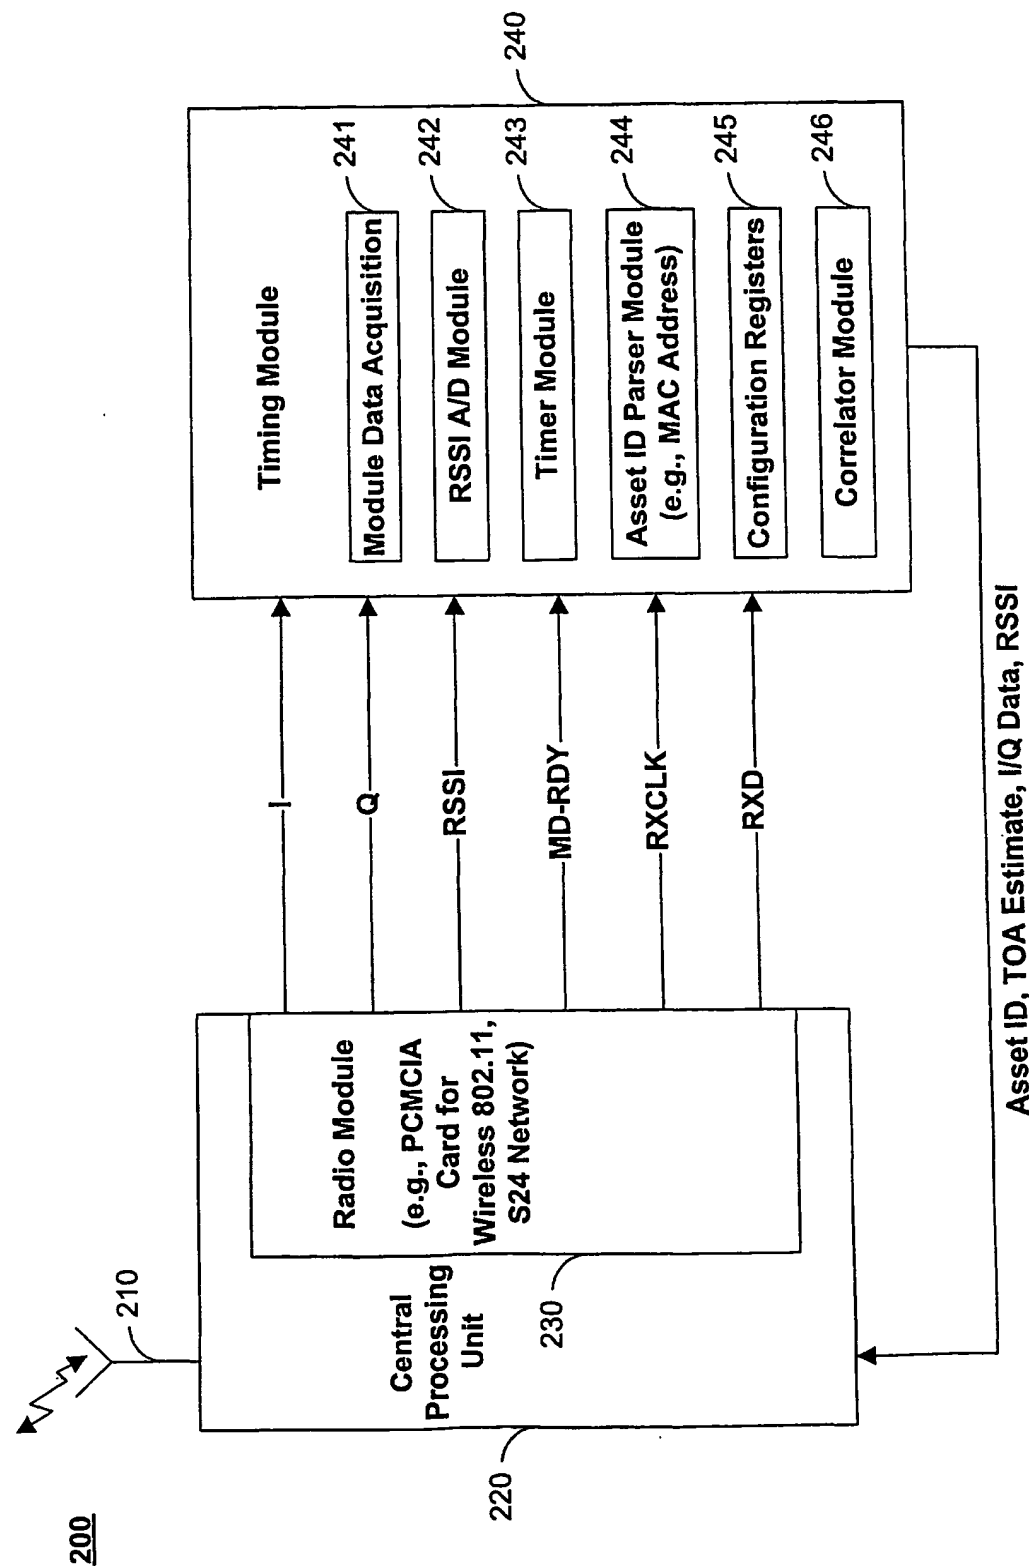 200
210
220
Central
Processing
Unit
230
Radio Module
(e.g., PCMCIA
Card for
Wireless 802.11,
S24 Network)
I
Q
RSSI
MD-RDY
RXCLK
RXD
240
Timing Module
Module Data Acquisition
241
RSSI A/D Module
242
Timer Module
243
Asset ID Parser Module
(e.g., MAC Address)
244
Configuration Registers
245
Correlator Module
246
Asset ID, TOA Estimate, I/Q Data, RSSI